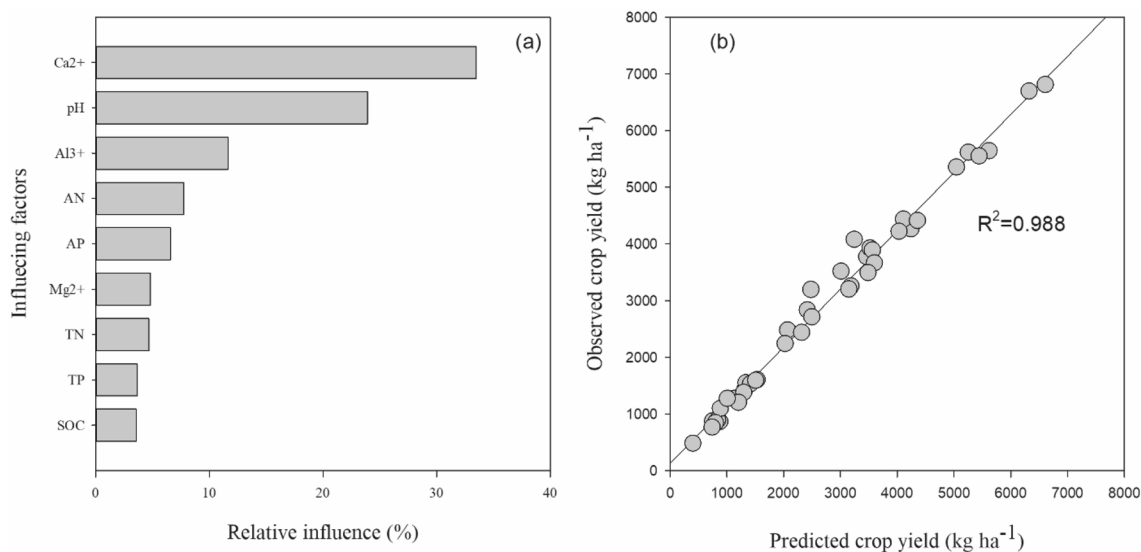 (a)
Influecing factors
Ca2+
pH
Al3+
AN
AP
Mg2+
TN
TP
SOC
0 10 20 30 40
Relative influence (%)
(b)
Observed crop yield (kg ha-1)
8000
7000
6000
5000
4000
3000
2000
1000
0
R2=0.988
0 1000 2000 3000 4000 5000 6000 7000 8000
Predicted crop yield (kg ha-1)